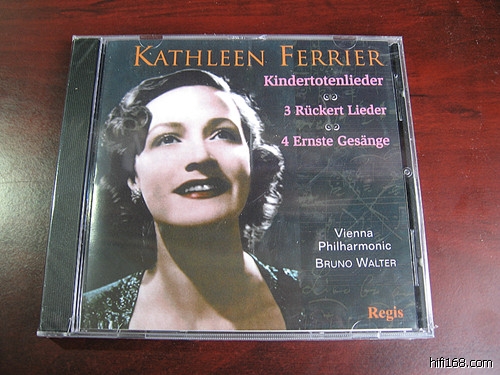 KATHLEEN FERRIER
Kindertotenlieder
3 Rückert Lieder
4 Ernste Gesänge
Vienna
Philharmonic
BRUNO WALTER
Regis
hifi168.com